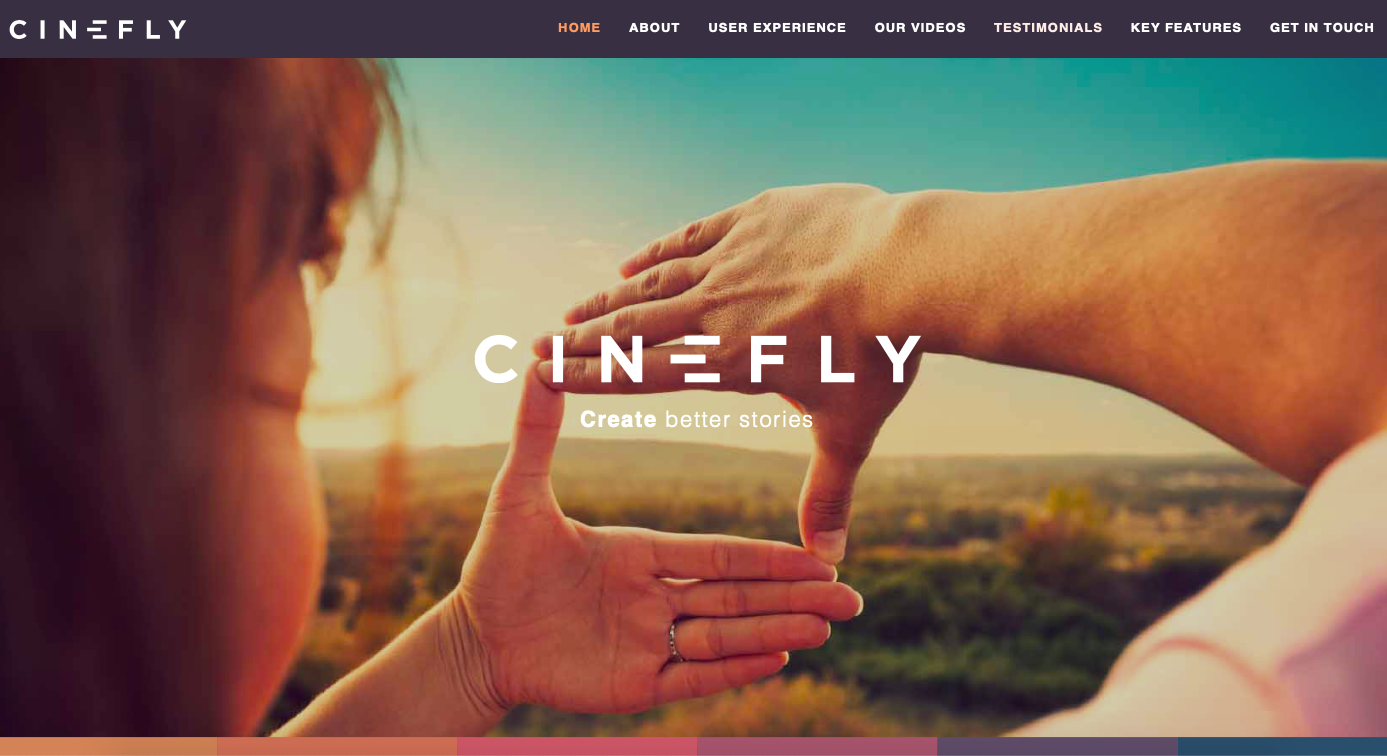 CINEFLY HOME ABOUT USER EXPERIENCE OUR VIDEOS TESTIMONIALS KEY FEATURES GET IN TOUCH
CINEFLY
Create better stories